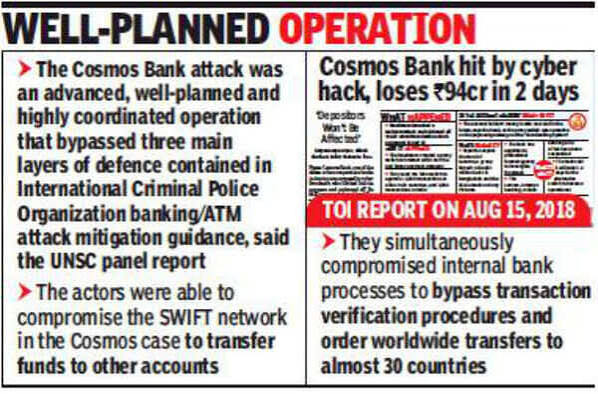 WELL-PLANNED OPERATION
The Cosmos Bank attack was
an advanced, well-planned and
highly coordinated operation
that bypassed three main
layers of defence contained in
International Criminal Police
Organization banking/ATM
attack mitigation guidance, said
the UNSC panel report
The actors were able to
compromise the SWIFT network
in the Cosmos case to transfer
funds to other accounts
Cosmos Bank hit by cyber
hack, loses ₹94cr in 2 days
'Depositors
Won't Be
Affected'
WHAT HAPPENED
TOI REPORT ON AUG 15, 2018
They simultaneously
compromised internal bank
processes to bypass transaction
verification procedures and
order worldwide transfers to
almost 30 countries